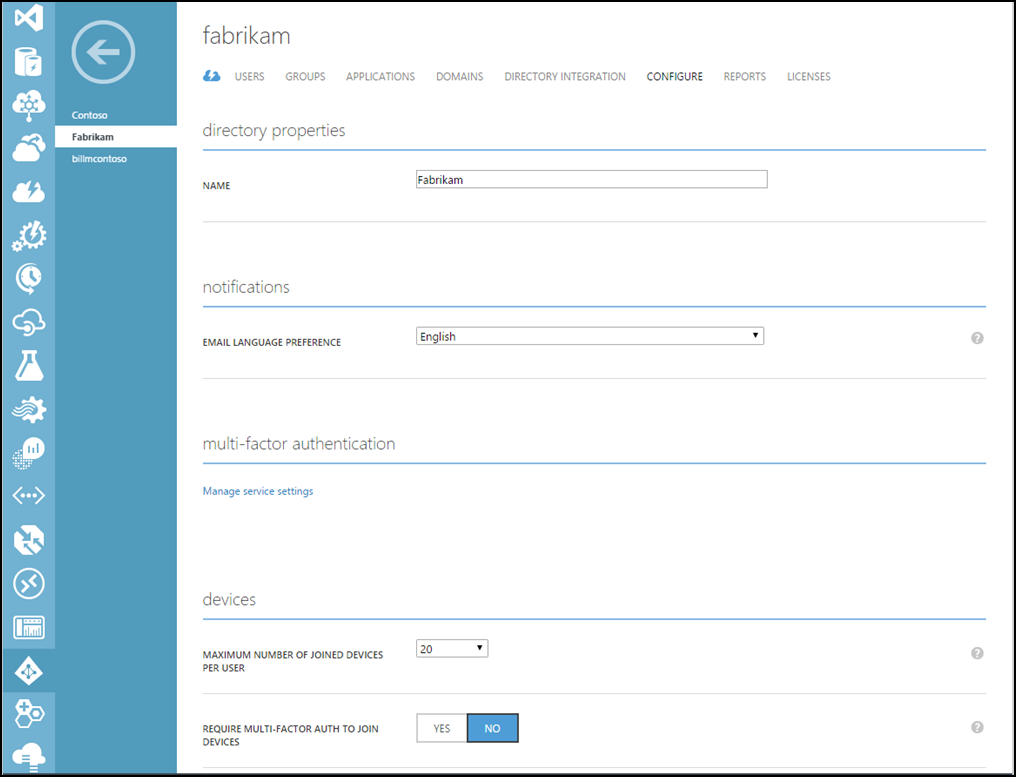 fabrikam
USERS GROUPS APPLICATIONS DOMAINS DIRECTORY INTEGRATION CONFIGURE REPORTS LICENSES
Contoso
Fabrikam
billmcontoso
directory properties
NAME Fabrikam
notifications
EMAIL LANGUAGE PREFERENCE English ?
multi-factor authentication
Manage service settings
devices
MAXIMUM NUMBER OF JOINED DEVICES
PER USER
20 ?
REQUIRE MULTI-FACTOR AUTH TO JOIN
DEVICES
YES NO ?